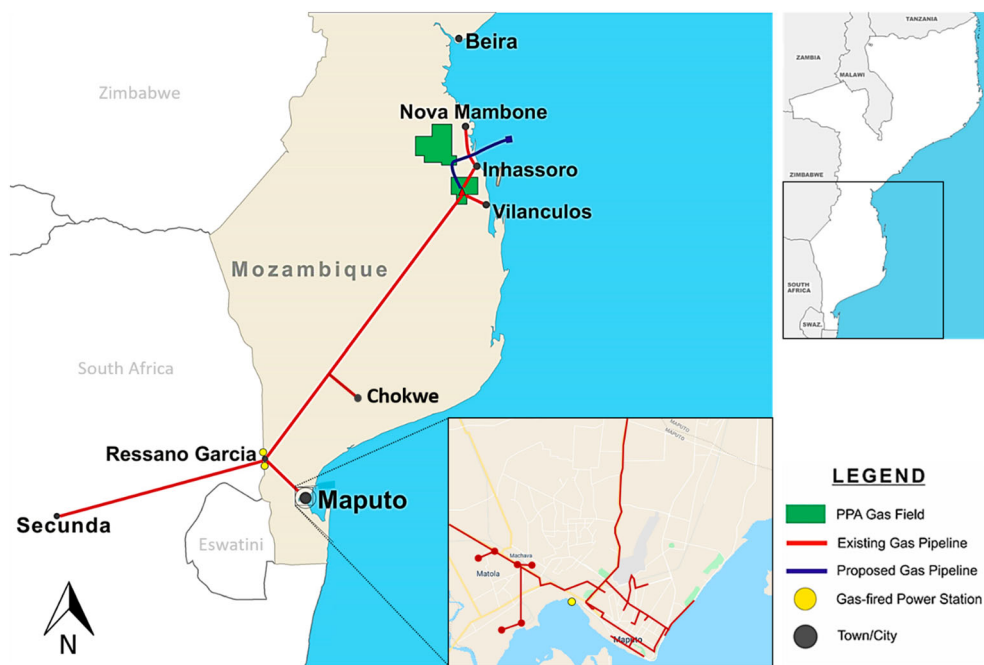 Beira
Zimbabwe
Nova Mambone
Inhassoro
Vilanculos
Mozambique
South Africa
Chokwe
Ressano Garcia
Maputo
Secunda
Eswatini
N
MAPUTO
MAPUTO
Machava
Matola
Maputo
TANZANIA
ZAMBIA
MALAWI
ZIMBABWE
SOUTH
AFRICA
SWAZ.
LEGEND
PPA Gas Field
Existing Gas Pipeline
Proposed Gas Pipeline
Gas-fired Power Station
Town/City